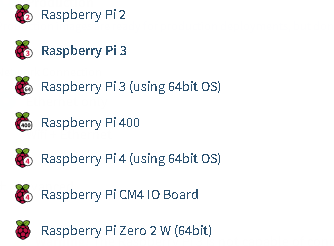 Raspberry Pi 2
Raspberry Pi 3
Raspberry Pi 3 (using 64bit OS)
Raspberry Pi 400
Raspberry Pi 4 (using 64bit OS)
Raspberry Pi CM4 IO Board
Raspberry Pi Zero 2 W (64bit)